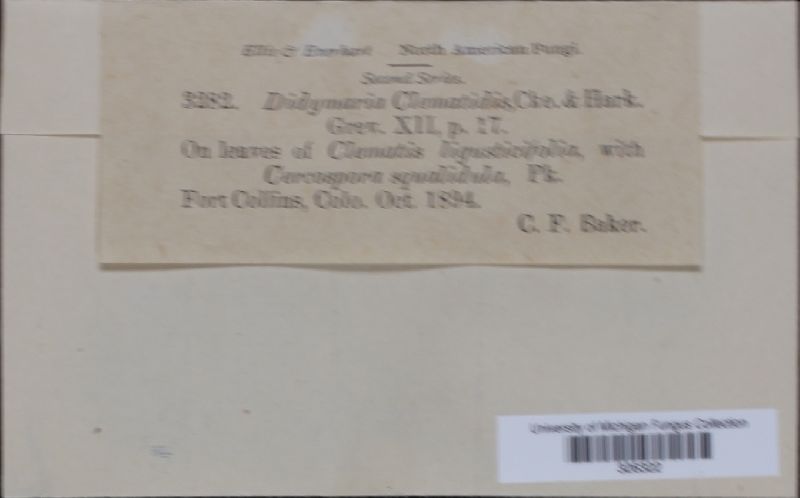 Ellis & Everhart North American Fungi.
Second Series.
3282. Didymaria Clematidis, Cke. & Hark.
Grev. XII, p. 17.
On leaves of Clematis ligusticifolia, with
Cercospora squalidula, Pk.
Fort Collins, Colo. Oct. 1894.
C. F. Baker.
University of Michigan Fungus Collection